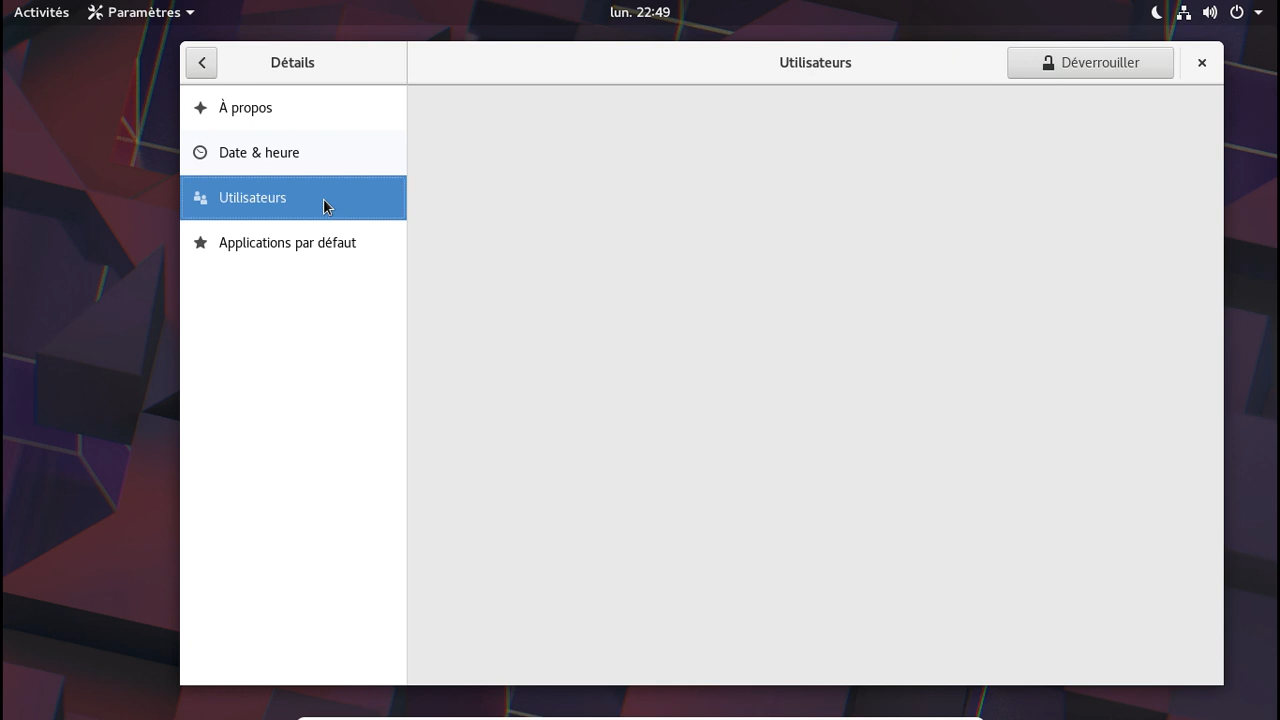 Activités Paramètres lun. 22:49
Détails Utilisateurs Déverrouiller
À propos
Date & heure
Utilisateurs
Applications par défaut